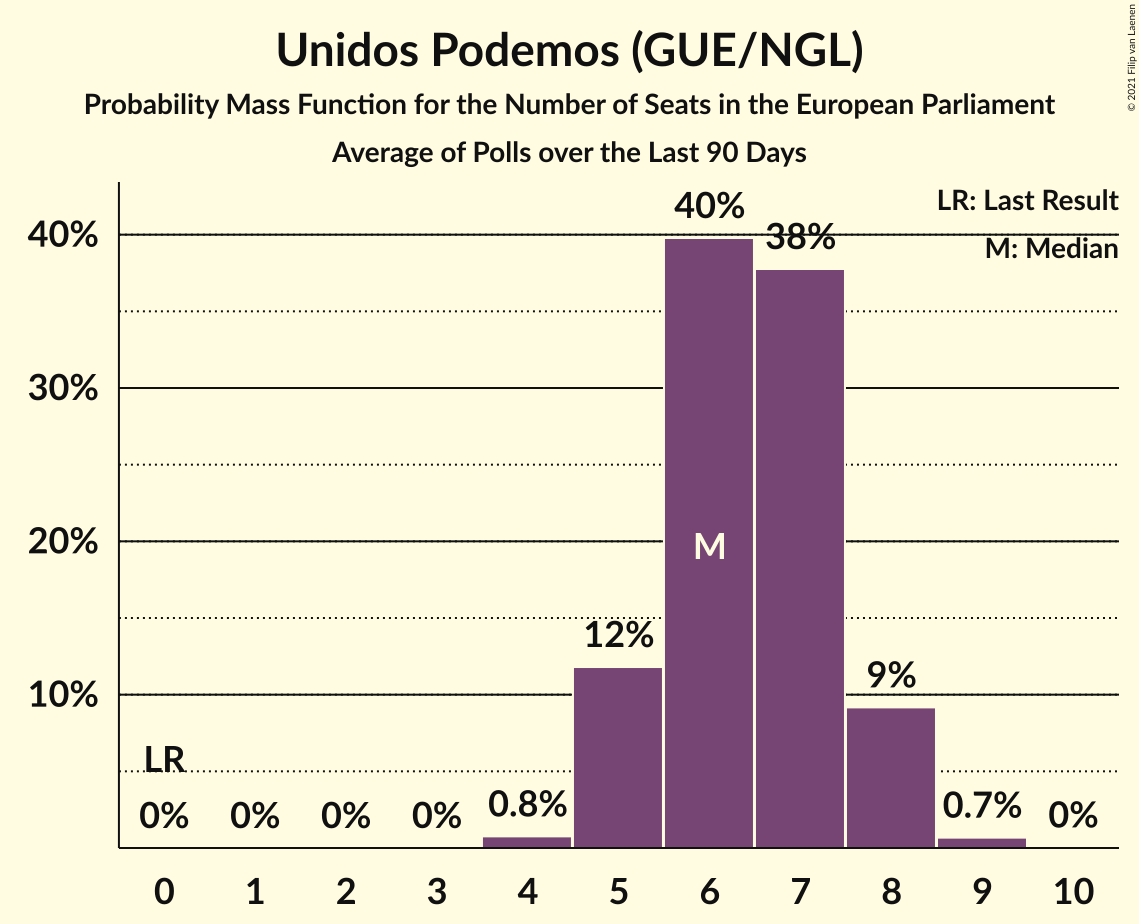 Unidos Podemos (GUE/NGL)
Probability Mass Function for the Number of Seats in the European Parliament
Average of Polls over the Last 90 Days
© 2021 Filip van Laenen
LR: Last Result
M: Median
40%
30%
20%
10%
LR
0%
0%
0%
0%
0.8%
12%
40%
M
38%
9%
0.7%
0%
0 1 2 3 4 5 6 7 8 9 10